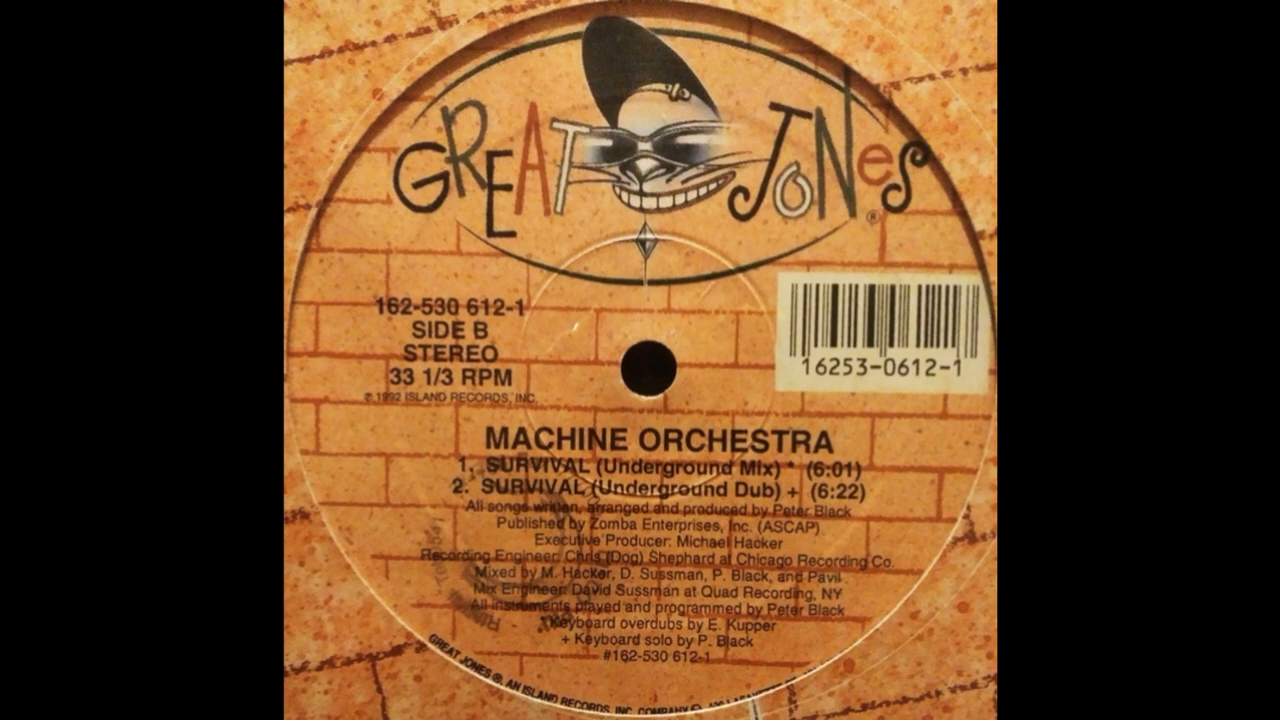 GREAT JONeS ®
162-530 612-1
SIDE B
STEREO
33 1/3 RPM
℗ 1992 ISLAND RECORDS, INC.
16253-0612-1
MACHINE ORCHESTRA
1. SURVIVAL (Underground Mix) * (6:01)
2. SURVIVAL (Underground Dub) + (6:22)
All songs written, arranged and produced by Peter Black
Published by Zomba Enterprises, Inc. (ASCAP)
Executive Producer: Michael Hacker
Recording Engineer: Chris (Dog) Shephard at Chicago Recording Co.
Mixed by M. Hacker, D. Sussman, P. Black, and Pavil
Mix Engineer: David Sussman at Quad Recording, NY
All instruments played and programmed by Peter Black
*Keyboard overdubs by E. Kupper
+ Keyboard solo by P. Black
#162-530 612-1
GREAT JONES ®, AN ISLAND RECORDS, INC. COMPANY